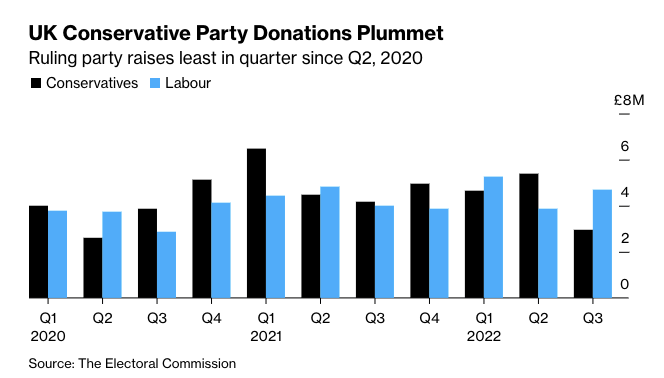 UK Conservative Party Donations Plummet
Ruling party raises least in quarter since Q2, 2020
Conservatives Labour
£8M
6
4
2
0
Q1 Q2 Q3 Q4 Q1 Q2 Q3 Q4 Q1 Q2 Q3
2020 2021 2022
Source: The Electoral Commission